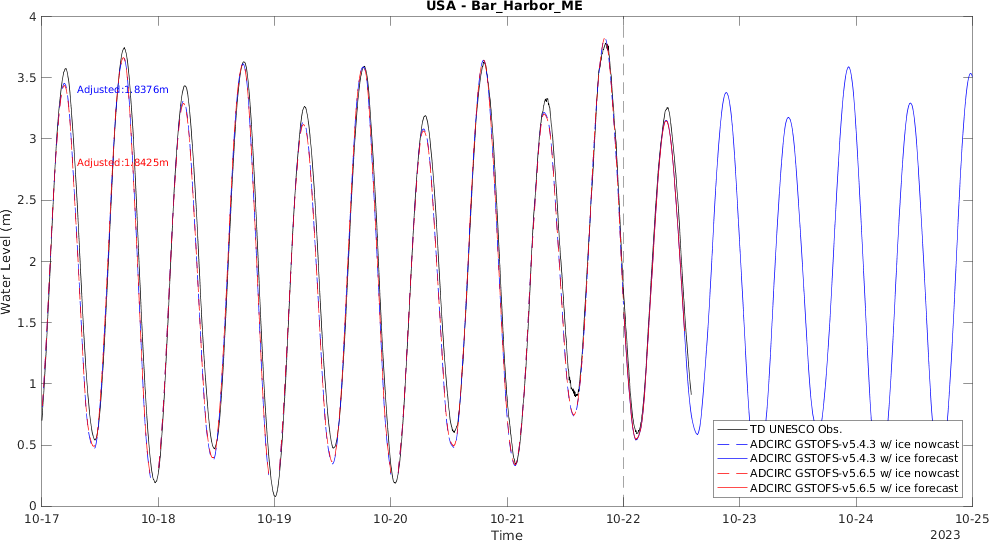 USA - Bar_Harbor_ME
4
3.5
3
2.5
2
1.5
1
0.5
0
Water Level (m)
Adjusted:1.8376m
Adjusted:1.8425m
TD UNESCO Obs.
ADCIRC GSTOFS-v5.4.3 w/ ice nowcast
ADCIRC GSTOFS-v5.4.3 w/ ice forecast
ADCIRC GSTOFS-v5.6.5 w/ ice nowcast
ADCIRC GSTOFS-v5.6.5 w/ ice forecast
10-17 10-18 10-19 10-20 10-21 10-22 10-23 10-24 10-25
Time
2023